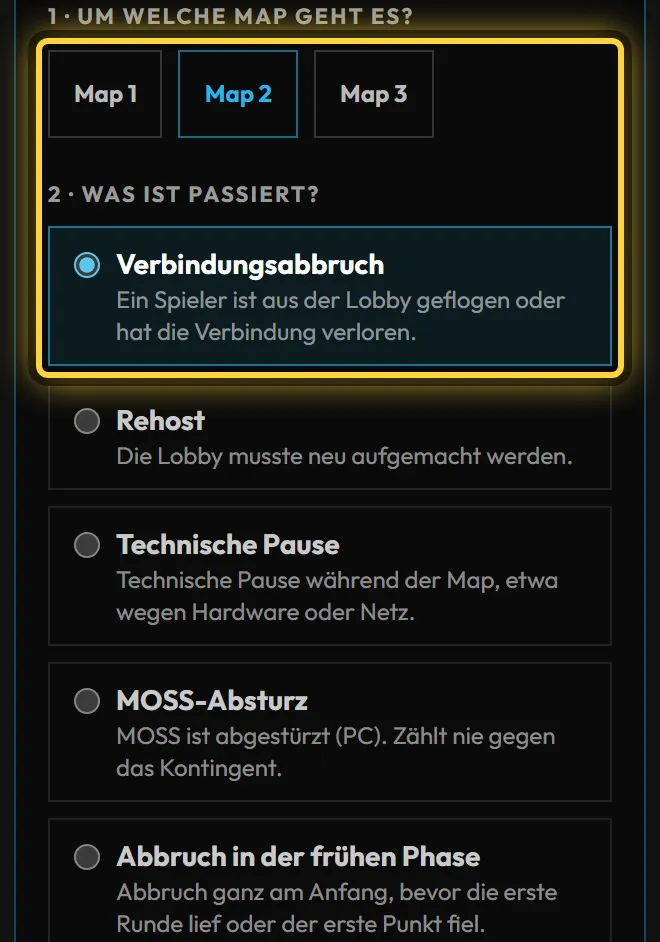 1 · UM WELCHE MAP GEHT ES?
Map 1 Map 2 Map 3
2 · WAS IST PASSIERT?
Verbindungsabbruch
Ein Spieler ist aus der Lobby geflogen oder
hat die Verbindung verloren.
Rehost
Die Lobby musste neu aufgemacht werden.
Technische Pause
Technische Pause während der Map, etwa
wegen Hardware oder Netz.
MOSS-Absturz
MOSS ist abgestürzt (PC). Zählt nie gegen
das Kontingent.
Abbruch in der frühen Phase
Abbruch ganz am Anfang, bevor die erste
Runde lief oder der erste Punkt fiel.